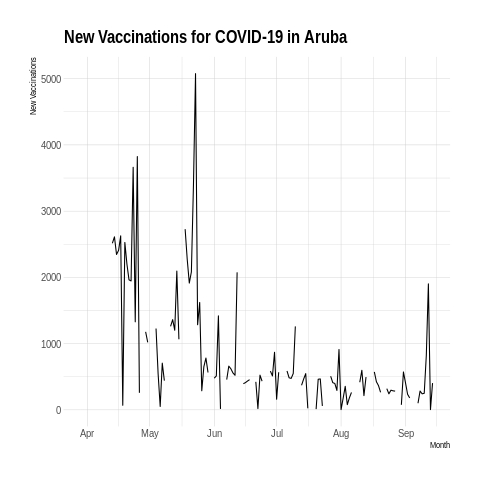 New Vaccinations for COVID-19 in Aruba
New Vaccinations
5000
4000
3000
2000
1000
0
Apr May Jun Jul Aug Sep
Month